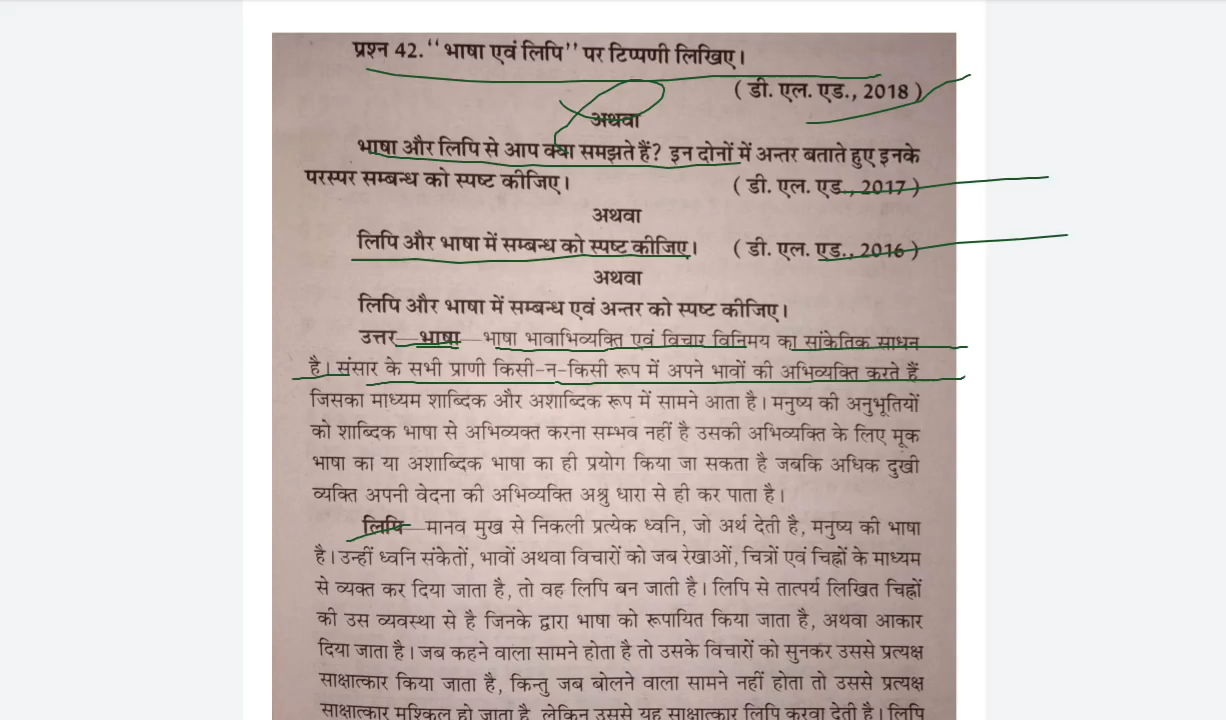 प्रश्न 42. “भाषा एवं लिपि” पर टिप्पणी लिखिए।
( डी. एल. एड., 2018 )
अथवा
भाषा और लिपि से आप क्या समझते हैं? इन दोनों में अन्तर बताते हुए इनके
परस्पर सम्बन्ध को स्पष्ट कीजिए। ( डी. एल. एड., 2017 )
अथवा
लिपि और भाषा में सम्बन्ध को स्पष्ट कीजिए। ( डी. एल. एड., 2016 )
अथवा
लिपि और भाषा में सम्बन्ध एवं अन्तर को स्पष्ट कीजिए।
उत्तर—भाषा—भाषा भावाभिव्यक्ति एवं विचार विनिमय का सांकेतिक साधन
है। संसार के सभी प्राणी किसी-न-किसी रूप में अपने भावों की अभिव्यक्ति करते हैं
जिसका माध्यम शाब्दिक और अशाब्दिक रूप में सामने आता है। मनुष्य की अनुभूतियों
को शाब्दिक भाषा से अभिव्यक्त करना सम्भव नहीं है उसकी अभिव्यक्ति के लिए मूक
भाषा का या अशाब्दिक भाषा का ही प्रयोग किया जा सकता है जबकि अधिक दुखी
व्यक्ति अपनी वेदना की अभिव्यक्ति अश्रु धारा से ही कर पाता है।
लिपि—मानव मुख से निकली प्रत्येक ध्वनि, जो अर्थ देती है, मनुष्य की भाषा
है। उन्हीं ध्वनि संकेतों, भावों अथवा विचारों को जब रेखाओं, चित्रों एवं चिह्नों के माध्यम
से व्यक्त कर दिया जाता है, तो वह लिपि बन जाती है। लिपि से तात्पर्य लिखित चिह्नों
की उस व्यवस्था से है जिनके द्वारा भाषा को रूपायित किया जाता है, अथवा आकार
दिया जाता है। जब कहने वाला सामने होता है तो उसके विचारों को सुनकर उससे प्रत्यक्ष
साक्षात्कार किया जाता है, किन्तु जब बोलने वाला सामने नहीं होता तो उससे प्रत्यक्ष
साक्षात्कार मुश्किल हो जाता है, लेकिन उससे यह साक्षात्कार लिपि करवा देती है। लिपि